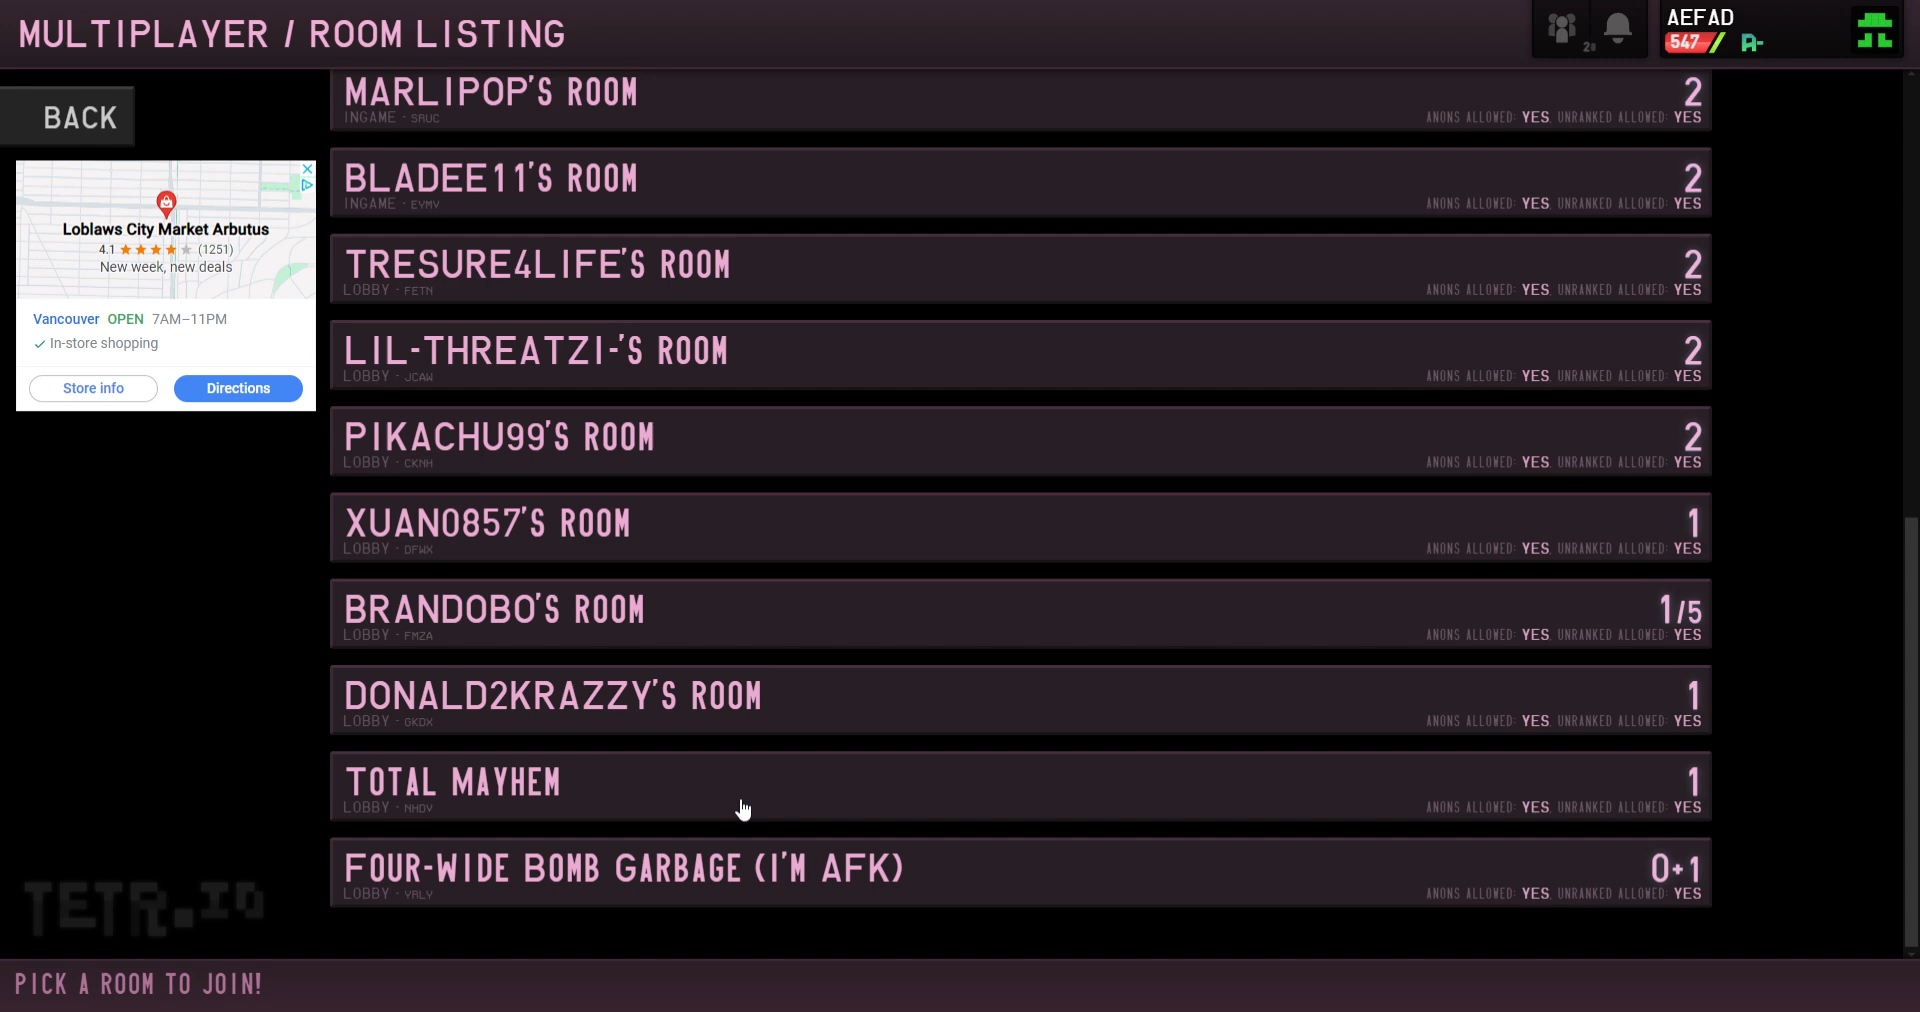 MULTIPLAYER / ROOM LISTING
AEFAD
547 A-
BACK
MARLIPOP'S ROOM 2
INGAME - SRUC ANONS ALLOWED: YES, UNRANKED ALLOWED: YES
BLADEE11'S ROOM 2
INGAME - EYMV ANONS ALLOWED: YES, UNRANKED ALLOWED: YES
TRESURE4LIFE'S ROOM 2
LOBBY - FETN ANONS ALLOWED: YES, UNRANKED ALLOWED: YES
LIL-THREATZI-'S ROOM 2
LOBBY - JCAW ANONS ALLOWED: YES, UNRANKED ALLOWED: YES
PIKACHU99'S ROOM 2
LOBBY - CKNH ANONS ALLOWED: YES, UNRANKED ALLOWED: YES
XUAN0857'S ROOM 1
LOBBY - DFWX ANONS ALLOWED: YES, UNRANKED ALLOWED: YES
BRANDOBO'S ROOM 1/5
LOBBY - FMZA ANONS ALLOWED: YES, UNRANKED ALLOWED: YES
DONALD2KRAZZY'S ROOM 1
LOBBY - GKDX ANONS ALLOWED: YES, UNRANKED ALLOWED: YES
TOTAL MAYHEM 1
LOBBY - NHDV ANONS ALLOWED: YES, UNRANKED ALLOWED: YES
FOUR-WIDE BOMB GARBAGE (I'M AFK) 0+1
LOBBY - YRLY ANONS ALLOWED: YES, UNRANKED ALLOWED: YES
Loblaws City Market Arbutus
4.1 (1251)
New week, new deals
Vancouver OPEN 7AM–11PM
In-store shopping
Store info Directions
TETR.IO
PICK A ROOM TO JOIN!